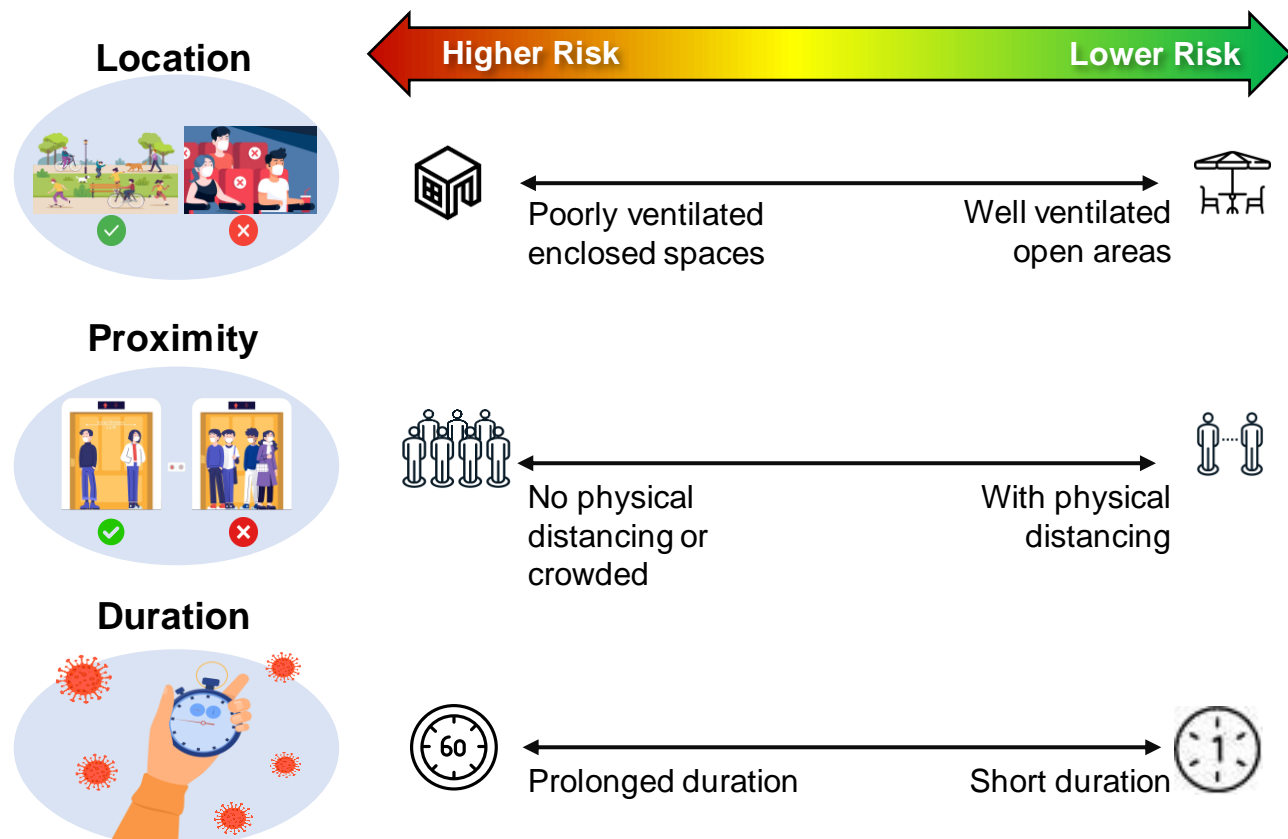 Location
Higher Risk
Lower Risk
Poorly ventilated
enclosed spaces
Well ventilated
open areas
Proximity
No physical
distancing or
crowded
With physical
distancing
Duration
60
Prolonged duration
1
Short duration